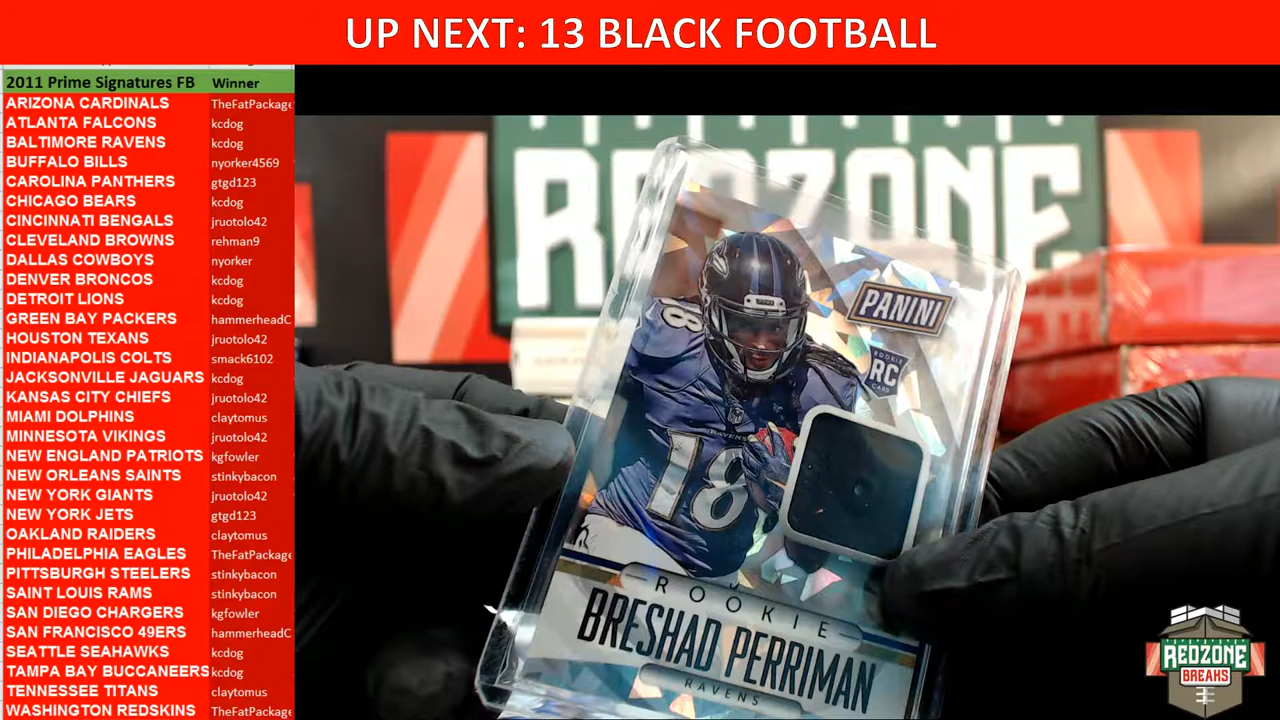 UP NEXT: 13 BLACK FOOTBALL
2011 Prime Signatures FB Winner
ARIZONA CARDINALS TheFatPackage
ATLANTA FALCONS kcdog
BALTIMORE RAVENS kcdog
BUFFALO BILLS nyorker4569
CAROLINA PANTHERS gtgd123
CHICAGO BEARS kcdog
CINCINNATI BENGALS jruotolo42
CLEVELAND BROWNS rehman9
DALLAS COWBOYS nyorker
DENVER BRONCOS kcdog
DETROIT LIONS kcdog
GREEN BAY PACKERS hammerheadC
HOUSTON TEXANS jruotolo42
INDIANAPOLIS COLTS smack6102
JACKSONVILLE JAGUARS kcdog
KANSAS CITY CHIEFS jruotolo42
MIAMI DOLPHINS claytomus
MINNESOTA VIKINGS jruotolo42
NEW ENGLAND PATRIOTS kgfowler
NEW ORLEANS SAINTS stinkybacon
NEW YORK GIANTS jruotolo42
NEW YORK JETS gtgd123
OAKLAND RAIDERS claytomus
PHILADELPHIA EAGLES TheFatPackage
PITTSBURGH STEELERS stinkybacon
SAINT LOUIS RAMS stinkybacon
SAN DIEGO CHARGERS kgfowler
SAN FRANCISCO 49ERS hammerheadC
SEATTLE SEAHAWKS kcdog
TAMPA BAY BUCCANEERS kcdog
TENNESSEE TITANS claytomus
WASHINGTON REDSKINS TheFatPackage
REDZONE
PANINI
ROOKIE
RC
CARD
18
RAVENS
18
ROOKIE
BRESHAD PERRIMAN
RAVENS
REDZONE
BREAKS